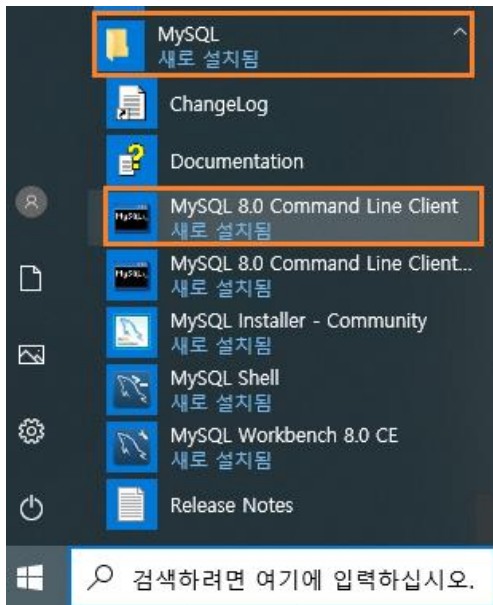 MySQL
새로 설치됨
ChangeLog
Documentation
MySQL 8.0 Command Line Client
새로 설치됨
MySQL 8.0 Command Line Client...
새로 설치됨
MySQL Installer - Community
새로 설치됨
MySQL Shell
새로 설치됨
MySQL Workbench 8.0 CE
새로 설치됨
Release Notes
검색하려면 여기에 입력하십시오.